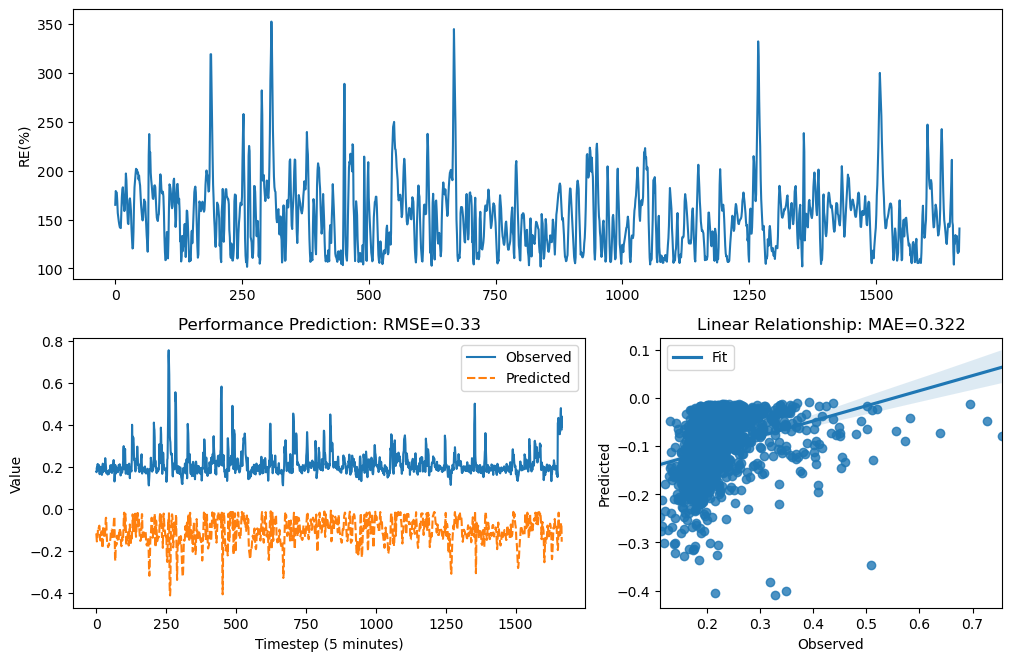 350
300
250
200
150
100
RE(%)
0 250 500 750 1000 1250 1500
Performance Prediction: RMSE=0.33
0.8
0.6
0.4
0.2
0.0
−0.2
−0.4
Value
Observed
Predicted
0 250 500 750 1000 1250 1500
Timestep (5 minutes)
Linear Relationship: MAE=0.322
Fit
0.1
0.0
−0.1
−0.2
−0.3
−0.4
Predicted
0.2 0.3 0.4 0.5 0.6 0.7
Observed